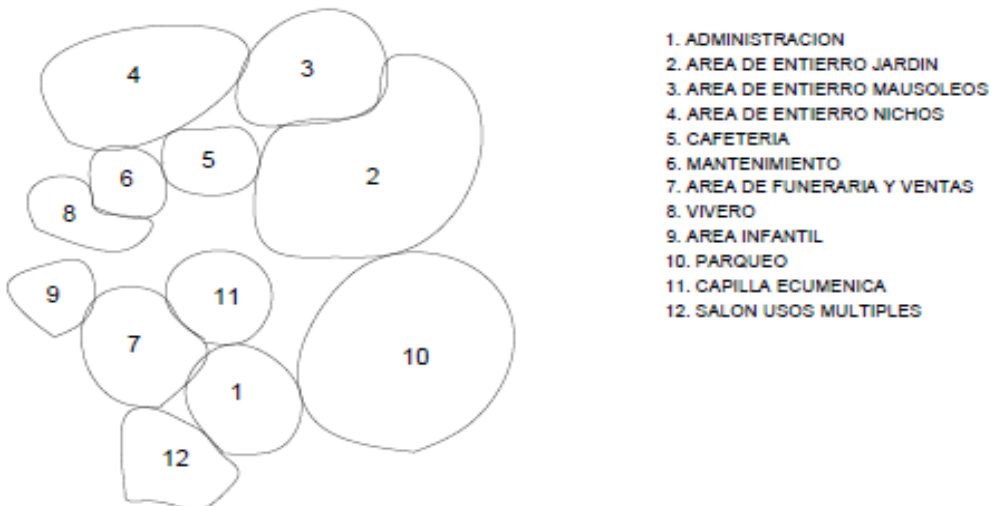 4
3
5
2
6
8
9
11
7
10
1
12
1. ADMINISTRACION
2. AREA DE ENTIERRO JARDIN
3. AREA DE ENTIERRO MAUSOLEOS
4. AREA DE ENTIERRO NICHOS
5. CAFETERIA
6. MANTENIMIENTO
7. AREA DE FUNERARIA Y VENTAS
8. VIVERO
9. AREA INFANTIL
10. PARQUEO
11. CAPILLA ECUMENICA
12. SALON USOS MULTIPLES